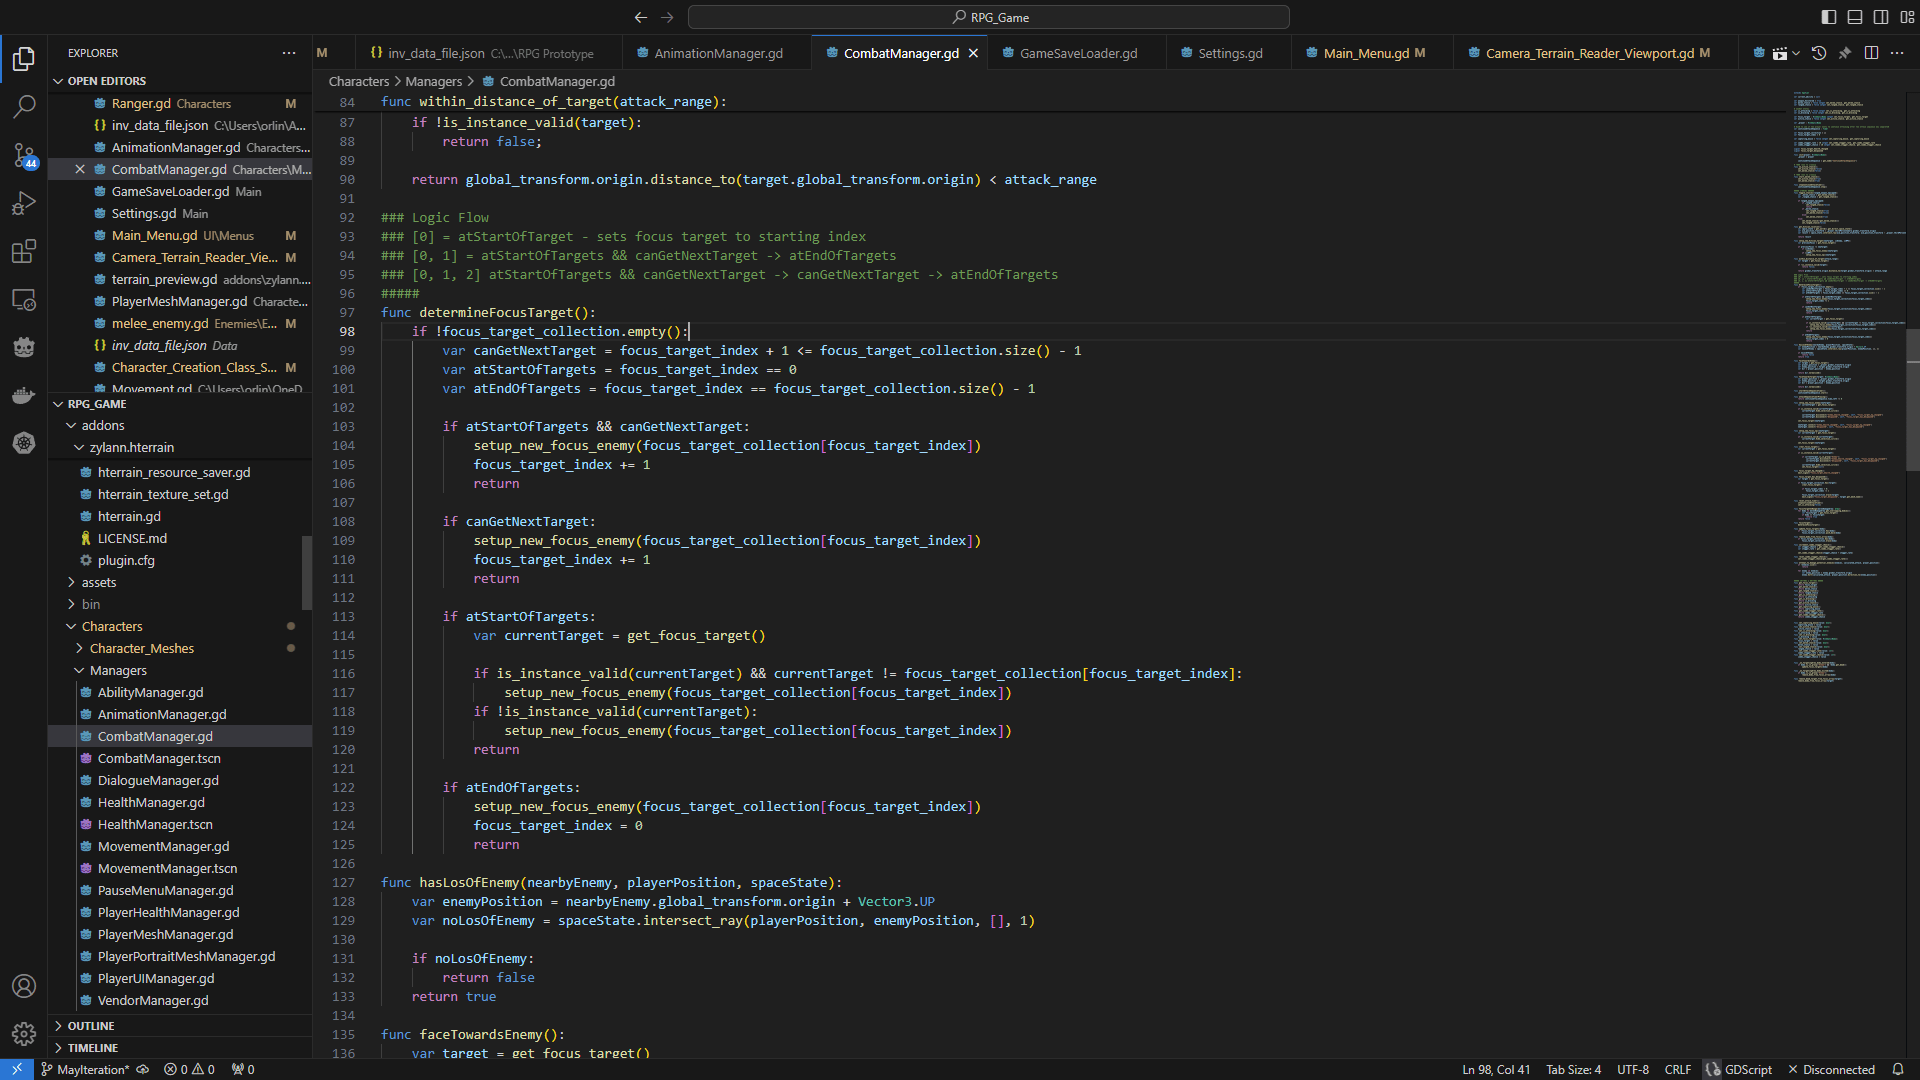 RPG_Game
EXPLORER
OPEN EDITORS
Ranger.gd Characters M
inv_data_file.json C:\Users\orlin\A...
AnimationManager.gd Characters...
CombatManager.gd Characters\M...
GameSaveLoader.gd Main
Settings.gd Main
Main_Menu.gd UI\Menus M
Camera_Terrain_Reader_Vie... M
terrain_preview.gd addons\zylann....
PlayerMeshManager.gd Characte...
melee_enemy.gd Enemies\E... M
inv_data_file.json Data
Character_Creation_Class_S... M
Movement.gd C:\Users\orlin\OneD...
RPG_GAME
addons
zylann.hterrain
hterrain_resource_saver.gd
hterrain_texture_set.gd
hterrain.gd
LICENSE.md
plugin.cfg
assets
bin
Characters
Character_Meshes
Managers
AbilityManager.gd
AnimationManager.gd
CombatManager.gd
CombatManager.tscn
DialogueManager.gd
HealthManager.gd
HealthManager.tscn
MovementManager.gd
MovementManager.tscn
PauseMenuManager.gd
PlayerHealthManager.gd
PlayerMeshManager.gd
PlayerPortraitMeshManager.gd
PlayerUIManager.gd
VendorManager.gd
OUTLINE
TIMELINE
44
M
inv_data_file.json C:\...\RPG Prototype
AnimationManager.gd
CombatManager.gd
GameSaveLoader.gd
Settings.gd
Main_Menu.gd M
Camera_Terrain_Reader_Viewport.gd M
Characters > Managers > CombatManager.gd
84 func within_distance_of_target(attack_range):
87 if !is_instance_valid(target):
88 return false;
89
90 return global_transform.origin.distance_to(target.global_transform.origin) < attack_range
91
92 ### Logic Flow
93 ### [0] = atStartOfTarget - sets focus target to starting index
94 ### [0, 1] = atStartOfTargets && canGetNextTarget -> atEndOfTargets
95 ### [0, 1, 2] atStartOfTargets && canGetNextTarget -> canGetNextTarget -> atEndOfTargets
96 #####
97 func determineFocusTarget():
98 if !focus_target_collection.empty():
99 var canGetNextTarget = focus_target_index + 1 <= focus_target_collection.size() - 1
100 var atStartOfTargets = focus_target_index == 0
101 var atEndOfTargets = focus_target_index == focus_target_collection.size() - 1
102
103 if atStartOfTargets && canGetNextTarget:
104 setup_new_focus_enemy(focus_target_collection[focus_target_index])
105 focus_target_index += 1
106 return
107
108 if canGetNextTarget:
109 setup_new_focus_enemy(focus_target_collection[focus_target_index])
110 focus_target_index += 1
111 return
112
113 if atStartOfTargets:
114 var currentTarget = get_focus_target()
115
116 if is_instance_valid(currentTarget) && currentTarget != focus_target_collection[focus_target_index]:
117 setup_new_focus_enemy(focus_target_collection[focus_target_index])
118 if !is_instance_valid(currentTarget):
119 setup_new_focus_enemy(focus_target_collection[focus_target_index])
120 return
121
122 if atEndOfTargets:
123 setup_new_focus_enemy(focus_target_collection[focus_target_index])
124 focus_target_index = 0
125 return
126
127 func hasLosOfEnemy(nearbyEnemy, playerPosition, spaceState):
128 var enemyPosition = nearbyEnemy.global_transform.origin + Vector3.UP
129 var noLosOfEnemy = spaceState.intersect_ray(playerPosition, enemyPosition, [], 1)
130
131 if noLosOfEnemy:
132 return false
133 return true
134
135 func faceTowardsEnemy():
136 var target = get_focus_target()
MayIteration* 0 0 0
Ln 98, Col 41 Tab Size: 4 UTF-8 CRLF GDScript Disconnected